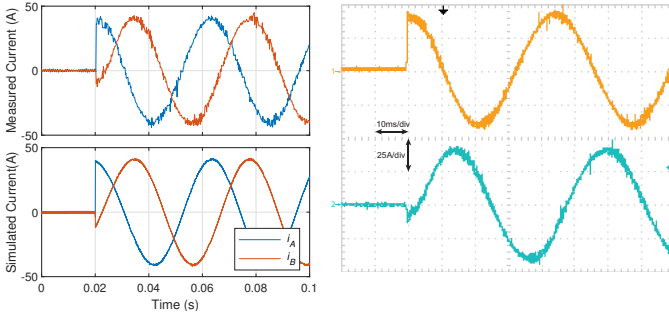 Measured Current (A)
50
0
-50
Simulated Current(A)
50
0
-50
i_A
i_B
0
0.02
0.04
0.06
0.08
0.1
Time (s)
1
10ms/div
25A/div
2